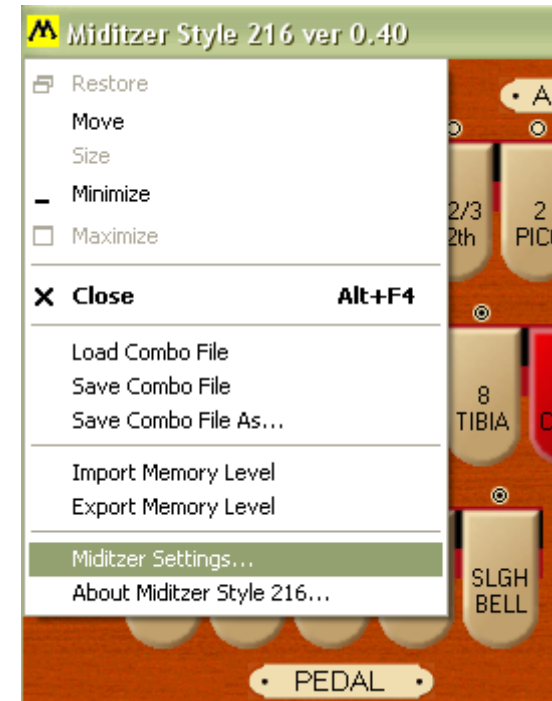 Miditzer Style 216 ver 0.40
Restore
Move
Size
Minimize
Maximize
Close Alt+F4
Load Combo File
Save Combo File
Save Combo File As...
Import Memory Level
Export Memory Level
Miditzer Settings...
About Miditzer Style 216...
A
2/3
2th
2
PIC
8
TIBIA
C
SLGH
BELL
PEDAL